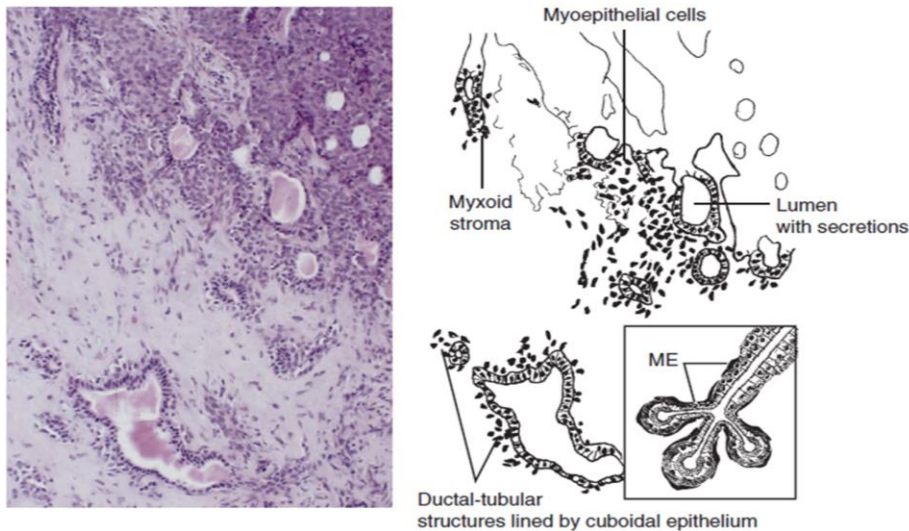 Myoepithelial cells
Myxoid
stroma
Lumen
with secretions
ME
Ductal-tubular
structures lined by cuboidal epithelium